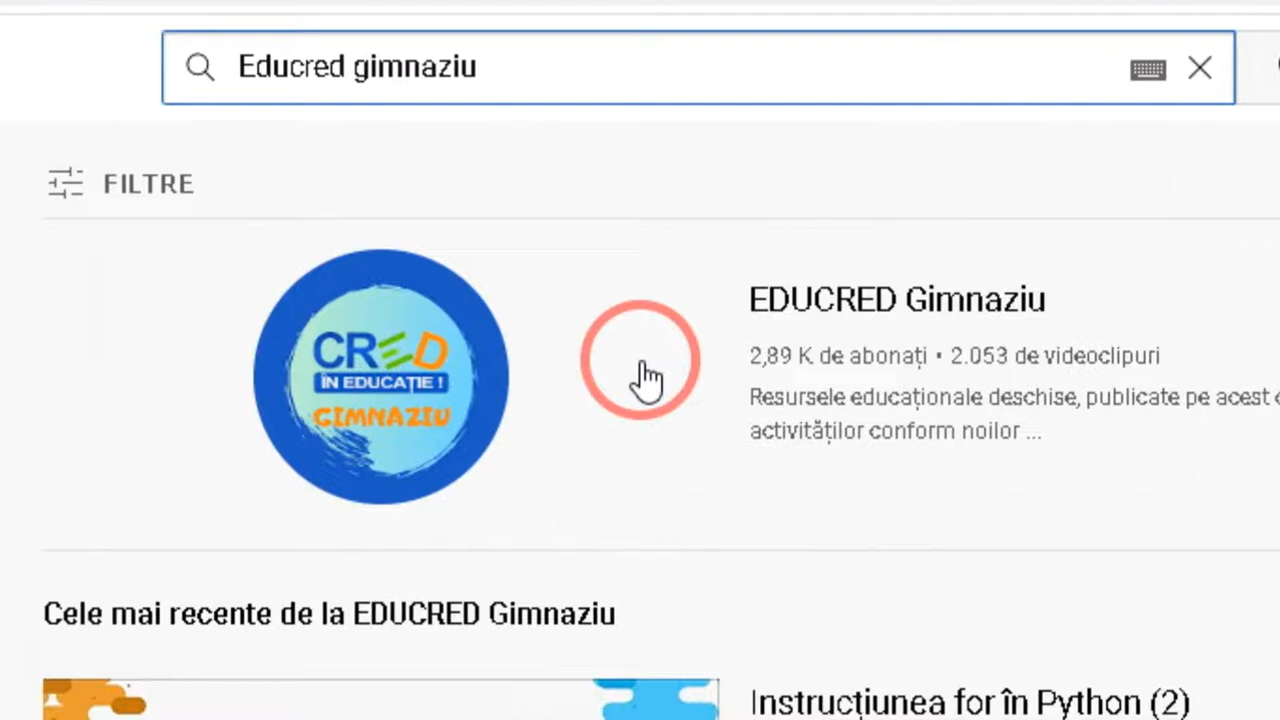 Educred gimnaziu
FILTRE
CRED
ÎN EDUCAȚIE !
GIMNAZIU
EDUCRED Gimnaziu
2,89 K de abonați • 2.053 de videoclipuri
Resursele educaționale deschise, publicate pe acest
activităților conform noilor ...
Cele mai recente de la EDUCRED Gimnaziu
Instrucțiunea for în Python (2)